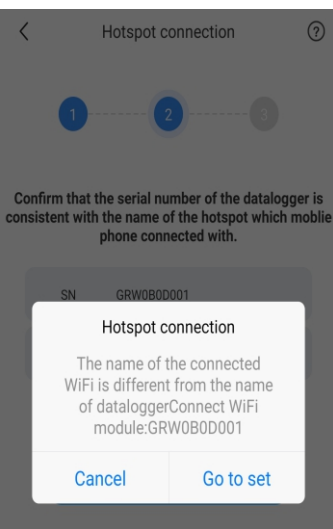 Hotspot connection
?
1
2
3
Confirm that the serial number of the datalogger is
consistent with the name of the hotspot which moblie
phone connected with.
SN GRW0B0D001
Hotspot connection
The name of the connected
WiFi is different from the name
of dataloggerConnect WiFi
module:GRW0B0D001
Cancel Go to set